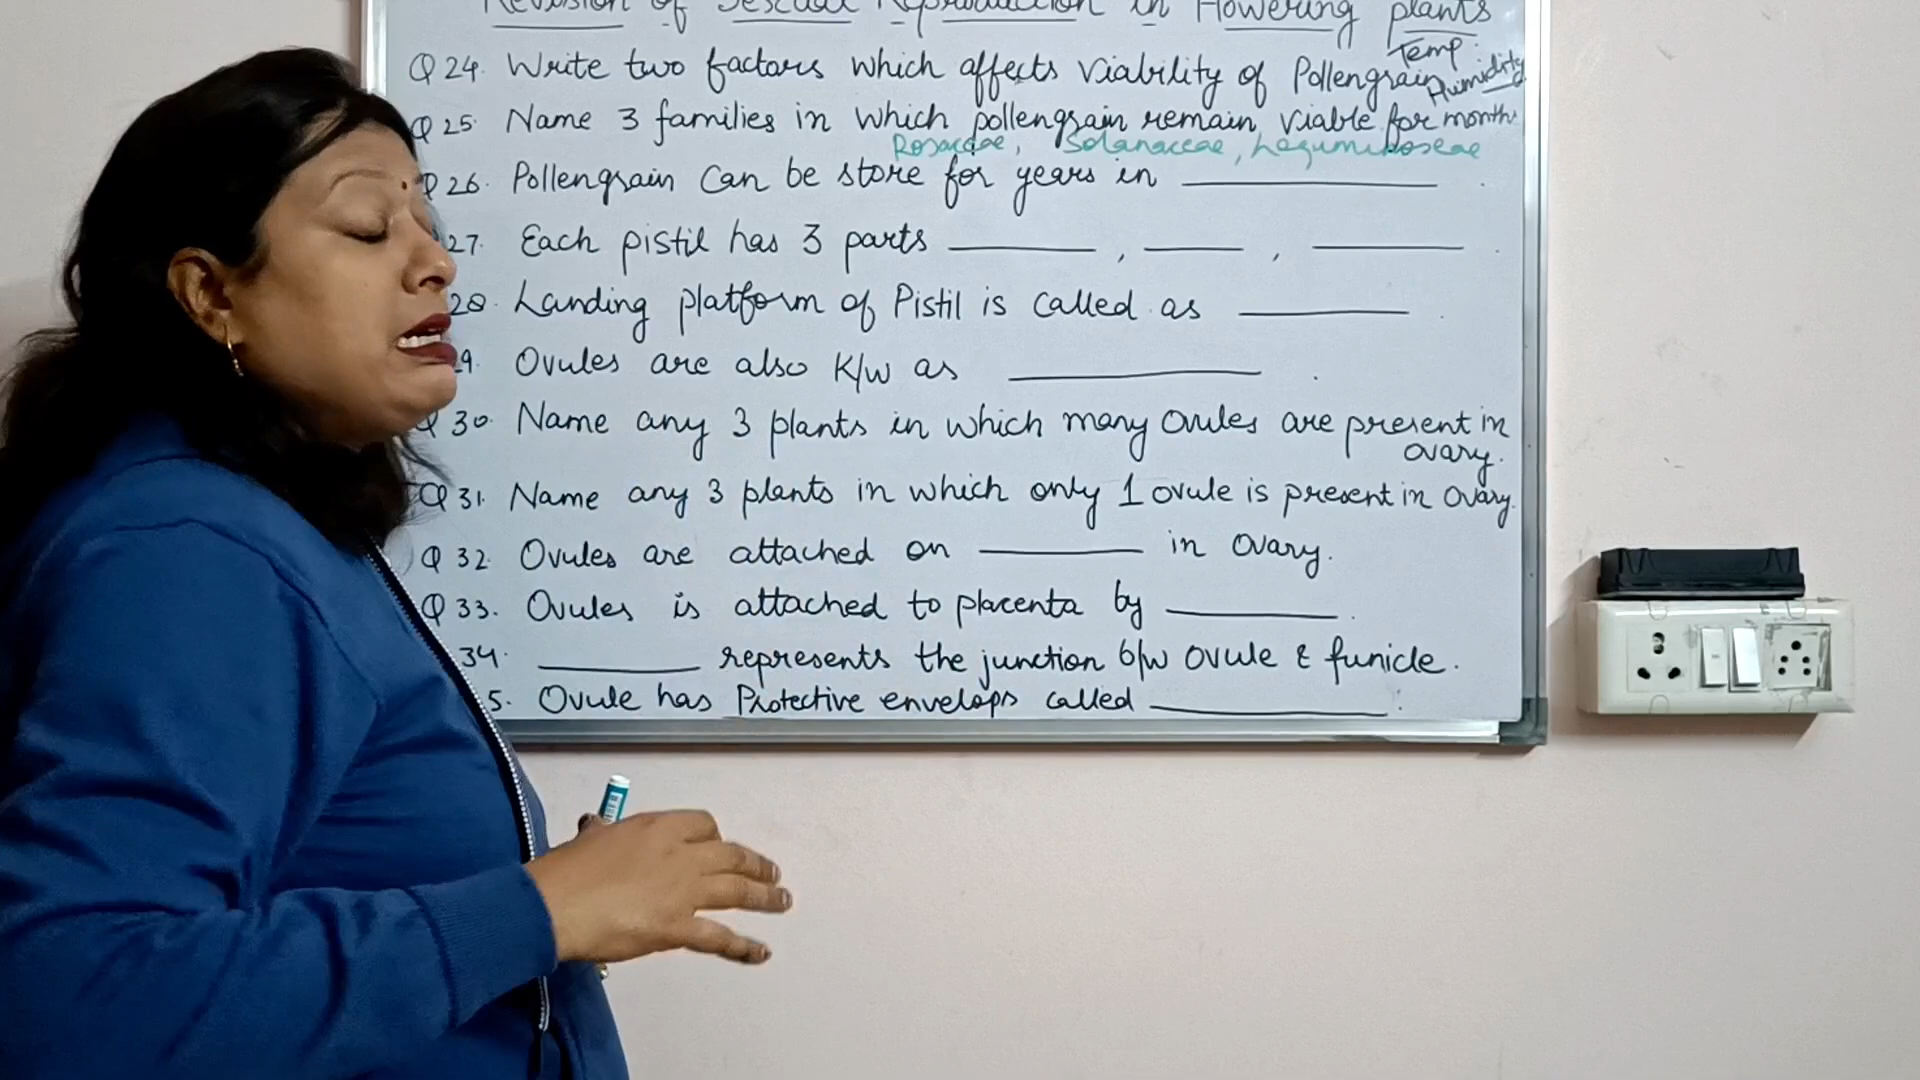 Revision of Sexual Reproduction in Flowering plants
Q 24. Write two factors which affects viability of Pollengrain Temp. Humidity
Q 25. Name 3 families in which pollengrain remain viable for months
Rosaceae, Solanaceae, Leguminoseae
Q 26. Pollengrain can be store for years in ________ .
27. Each pistil has 3 parts ________ , ________ , ________ .
28. Landing platform of Pistil is called as ________ .
9. Ovules are also K/w as ________ .
Q 30. Name any 3 plants in which many ovules are present in
ovary.
Q 31. Name any 3 plants in which only 1 ovule is present in ovary.
Q 32. Ovules are attached on ________ in ovary.
Q 33. Ovules is attached to placenta by ________ .
34. ________ represents the junction b/w ovule & funicle.
5. Ovule has Protective envelops called ________ .